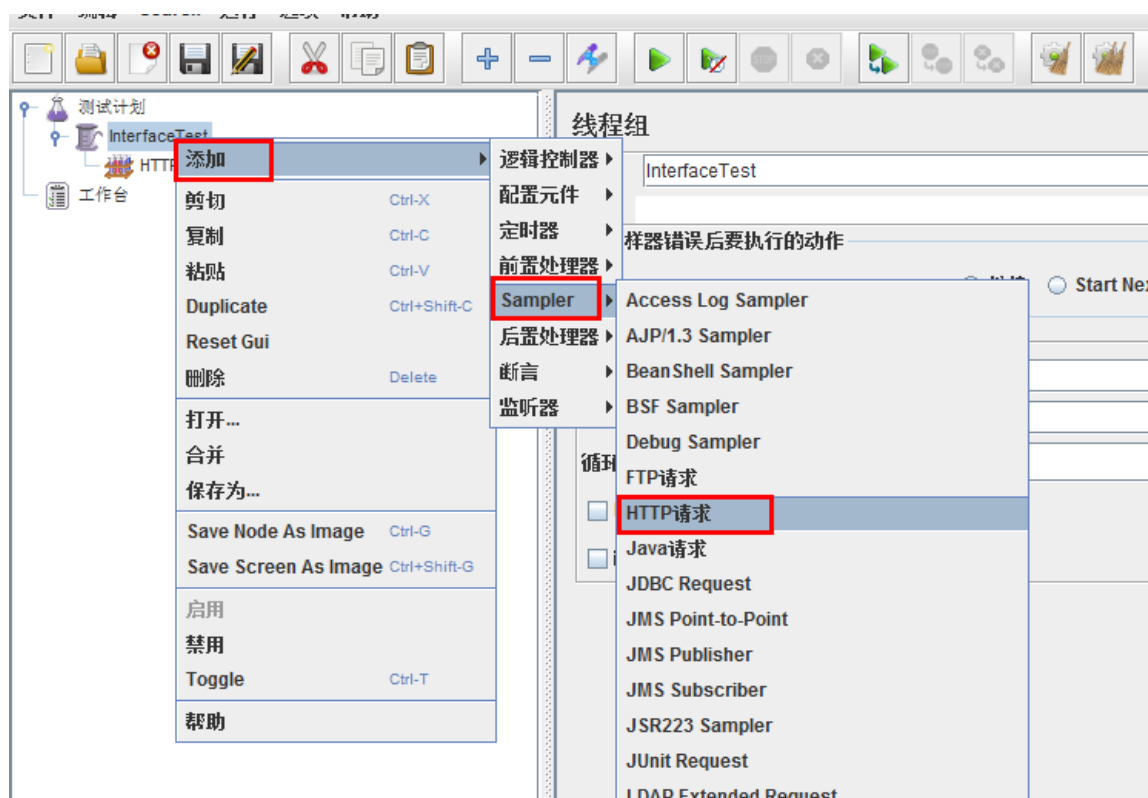 Search
测试计划
InterfaceTest
HTTP
工作台
线程组
InterfaceTest
样器错误后要执行的动作
Start Nex
循环
添加
剪切 Ctrl-X
复制 Ctrl-C
粘贴 Ctrl-V
Duplicate Ctrl+Shift-C
Reset Gui
删除 Delete
打开...
合并
保存为...
Save Node As Image Ctrl-G
Save Screen As Image Ctrl+Shift-G
启用
禁用
Toggle Ctrl-T
帮助
逻辑控制器
配置元件
定时器
前置处理器
Sampler
后置处理器
断言
监听器
Access Log Sampler
AJP/1.3 Sampler
BeanShell Sampler
BSF Sampler
Debug Sampler
FTP请求
HTTP请求
Java请求
JDBC Request
JMS Point-to-Point
JMS Publisher
JMS Subscriber
JSR223 Sampler
JUnit Request
LDAP Extended Request